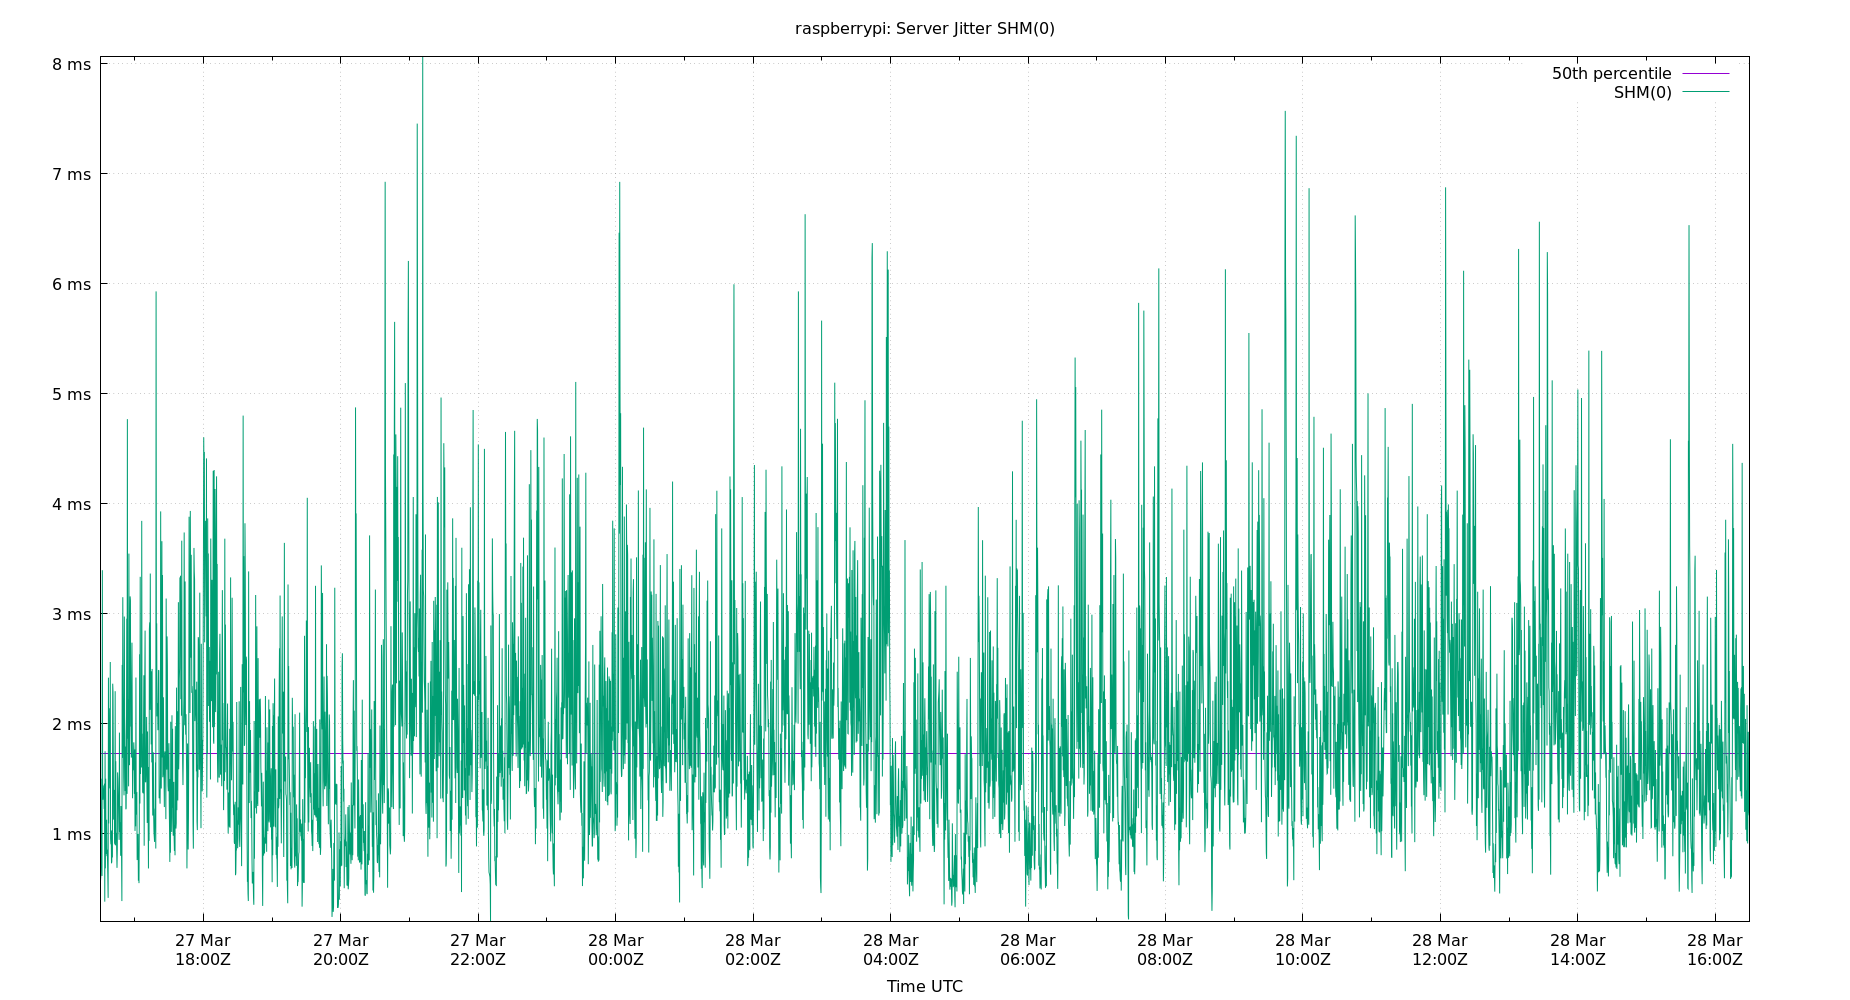 raspberrypi: Server Jitter SHM(0)
50th percentile
SHM(0)
8 ms
7 ms
6 ms
5 ms
4 ms
3 ms
2 ms
1 ms
27 Mar 27 Mar 27 Mar 28 Mar 28 Mar 28 Mar 28 Mar 28 Mar 28 Mar 28 Mar 28 Mar 28 Mar
18:00Z 20:00Z 22:00Z 00:00Z 02:00Z 04:00Z 06:00Z 08:00Z 10:00Z 12:00Z 14:00Z 16:00Z
Time UTC